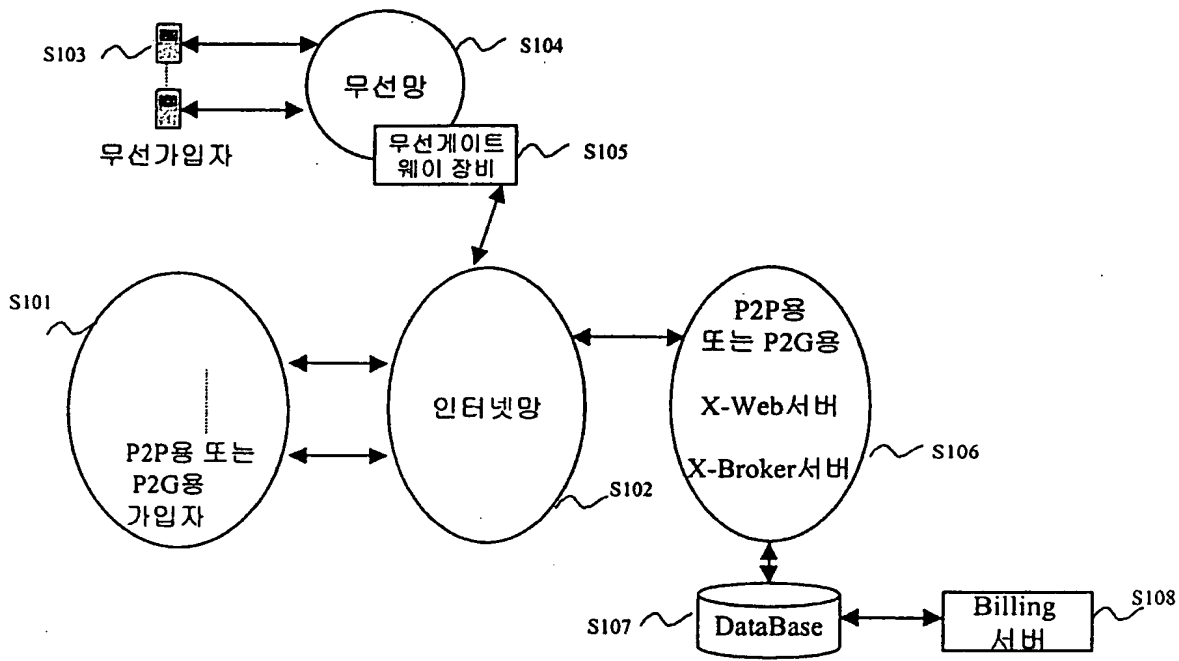 S103
S104
무선망
무선가입자
무선게이트
웨이 장비
S105
S101
P2P용 또는
P2G용
가입자
인터넷망
S102
P2P용
또는 P2G용
X-Web서버
X-Broker서버
S106
S107
DataBase
Billing
서버
S108